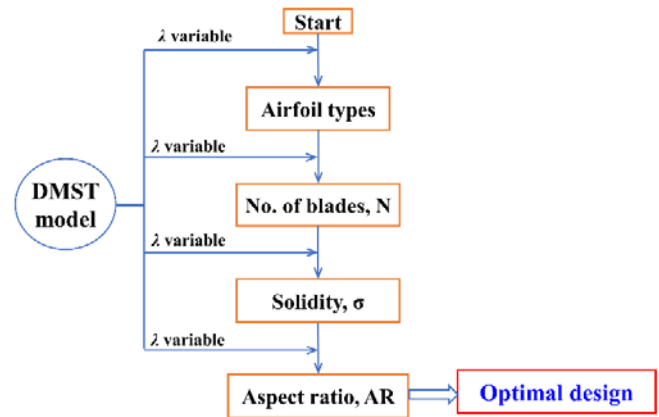 Start
λ variable
Airfoil types
λ variable
DMST
model
No. of blades, N
λ variable
Solidity, σ
λ variable
Aspect ratio, AR
Optimal design